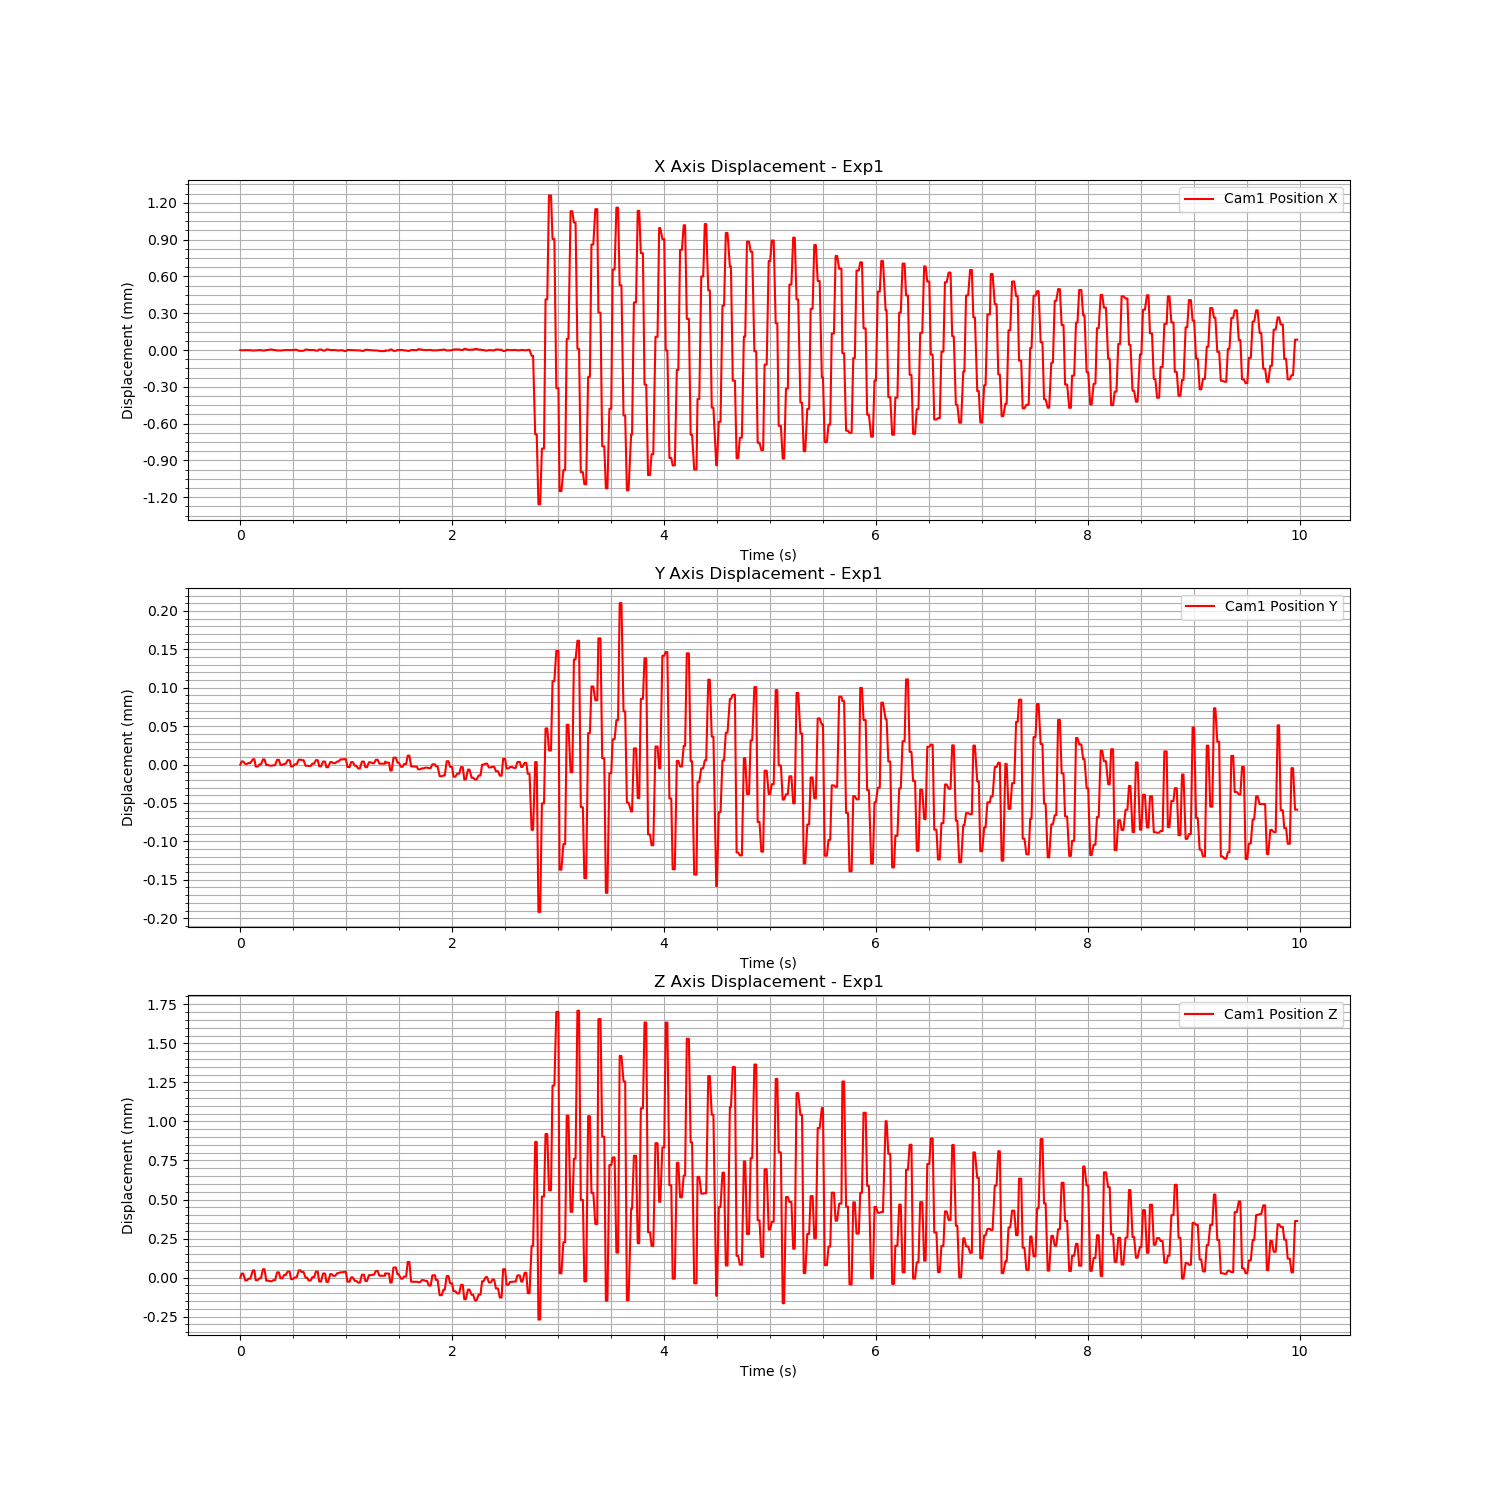 X Axis Displacement - Exp1
Cam1 Position X
1.20
0.90
0.60
0.30
0.00
-0.30
-0.60
-0.90
-1.20
Displacement (mm)
0 2 4 6 8 10
Time (s)
Y Axis Displacement - Exp1
Cam1 Position Y
0.20
0.15
0.10
0.05
0.00
-0.05
-0.10
-0.15
-0.20
Displacement (mm)
0 2 4 6 8 10
Time (s)
Z Axis Displacement - Exp1
Cam1 Position Z
1.75
1.50
1.25
1.00
0.75
0.50
0.25
0.00
-0.25
Displacement (mm)
0 2 4 6 8 10
Time (s)